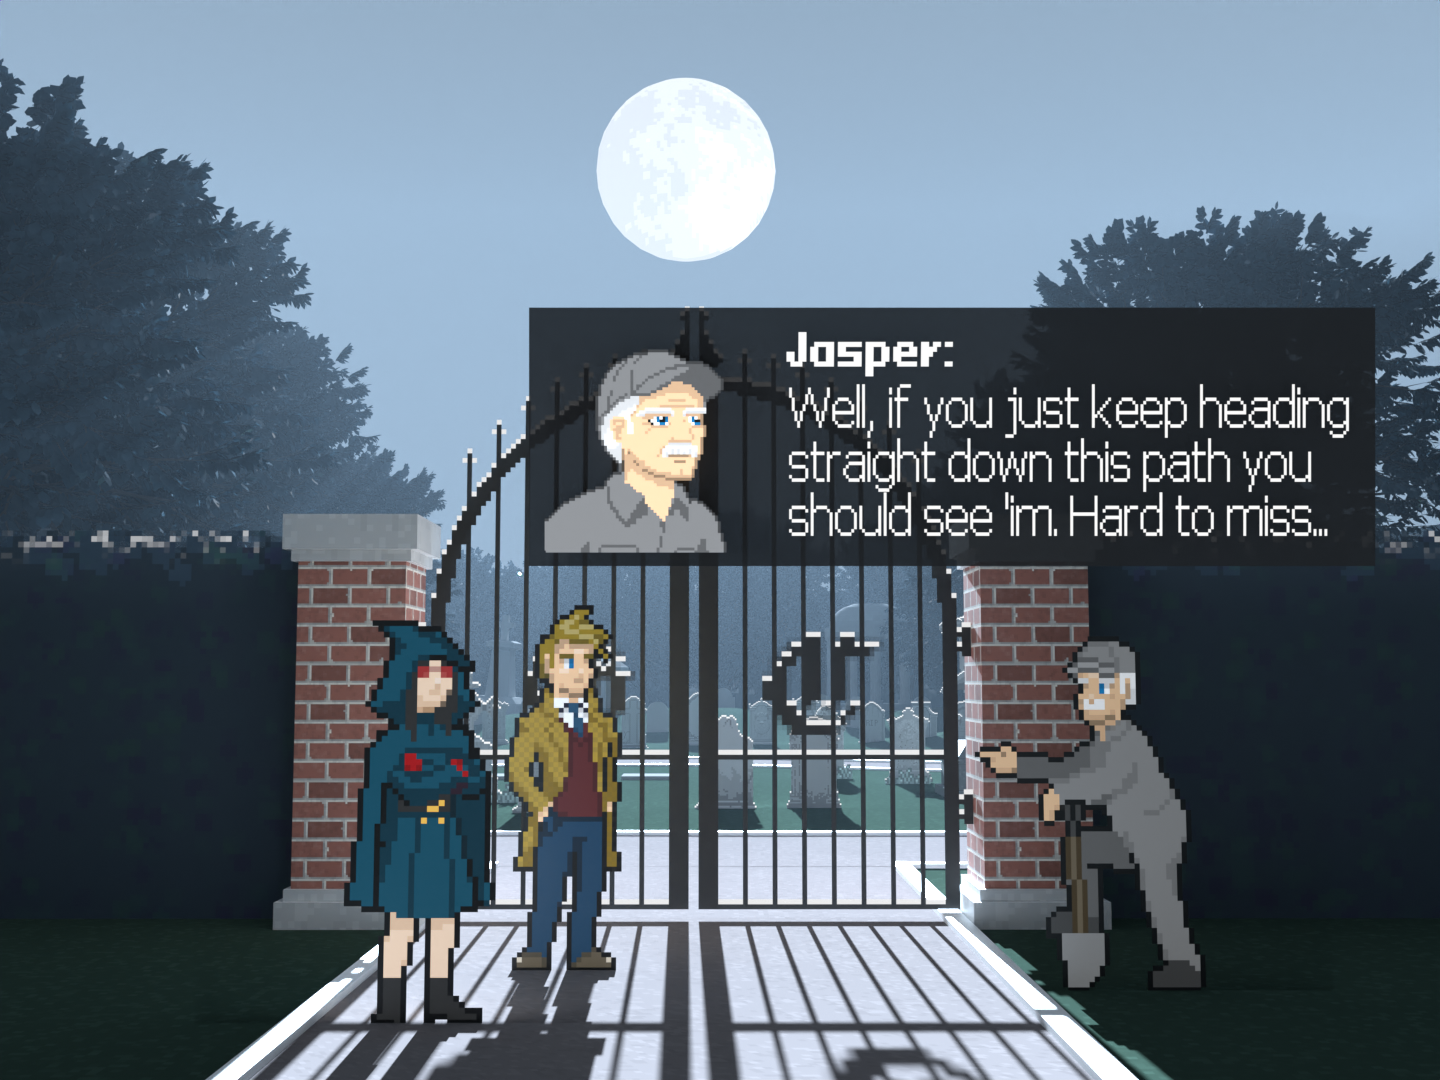 Jasper:
Well, if you just keep heading
straight down this path you
should see 'im. Hard to miss...